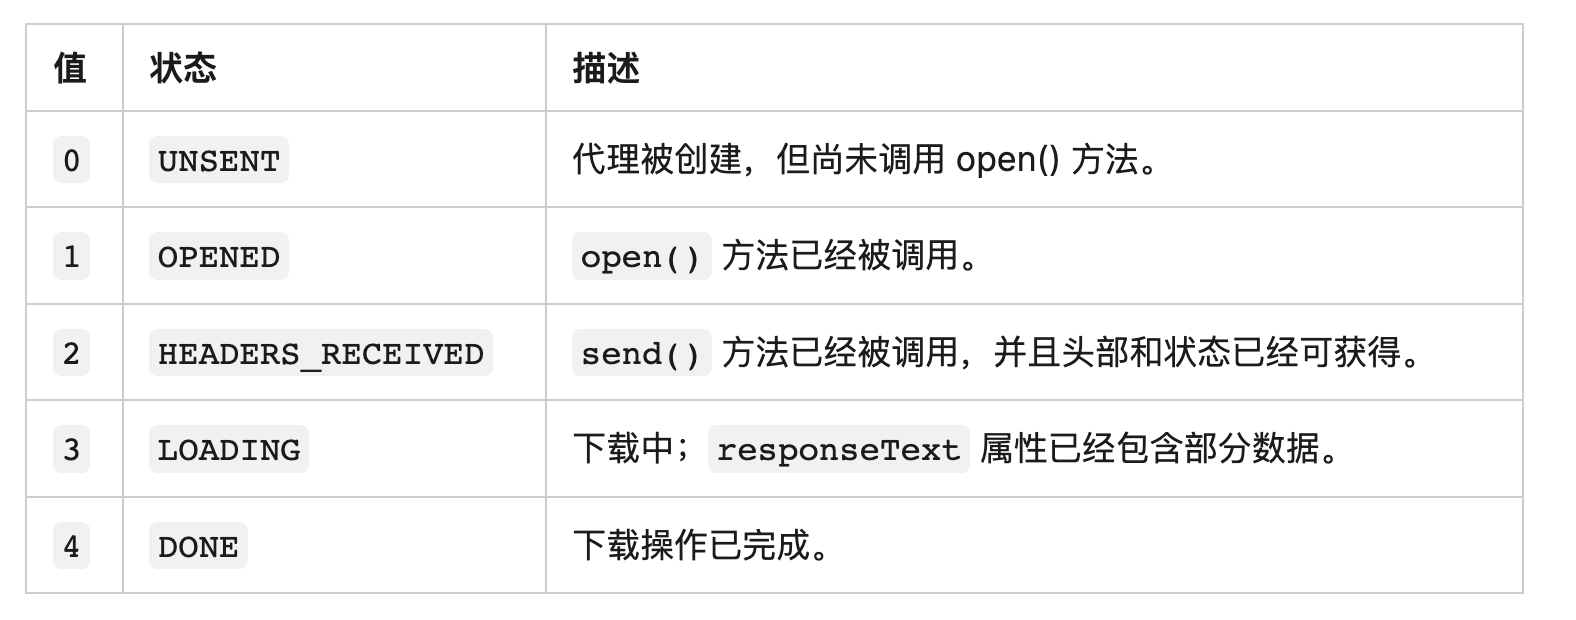 值 状态 描述
0 UNSENT 代理被创建，但尚未调用 open() 方法。
1 OPENED open() 方法已经被调用。
2 HEADERS_RECEIVED send() 方法已经被调用，并且头部和状态已经可获得。
3 LOADING 下载中；responseText 属性已经包含部分数据。
4 DONE 下载操作已完成。